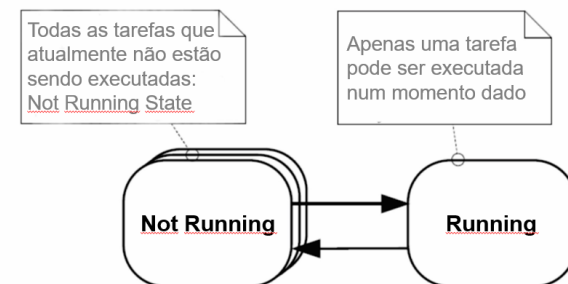 Todas as tarefas que
atualmente não estão
sendo executadas:
Not Running State
Apenas uma tarefa
pode ser executada
num momento dado
Not Running
Running